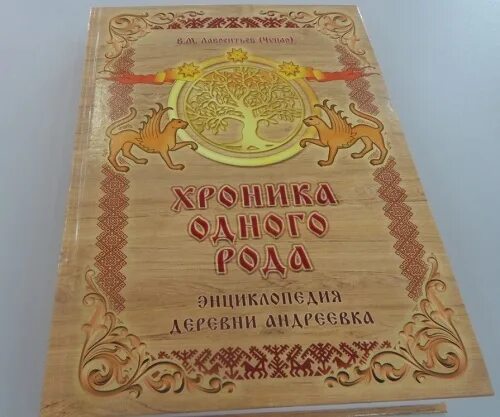 В.М. Лаврентьев (Чепар)
ХРОНИКА
ОДНОГО
РОДА
ЭНЦИКЛОПЕДИЯ
ДЕРЕВНИ АНДРЕЕВКА